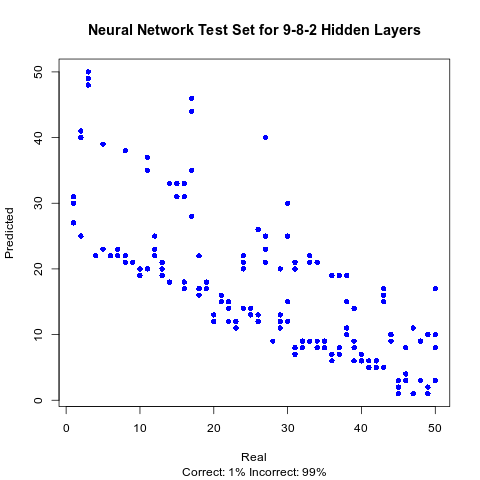 Neural Network Test Set for 9-8-2 Hidden Layers
50
40
30
20
10
0
Predicted
0 10 20 30 40 50
Real
Correct: 1% Incorrect: 99%